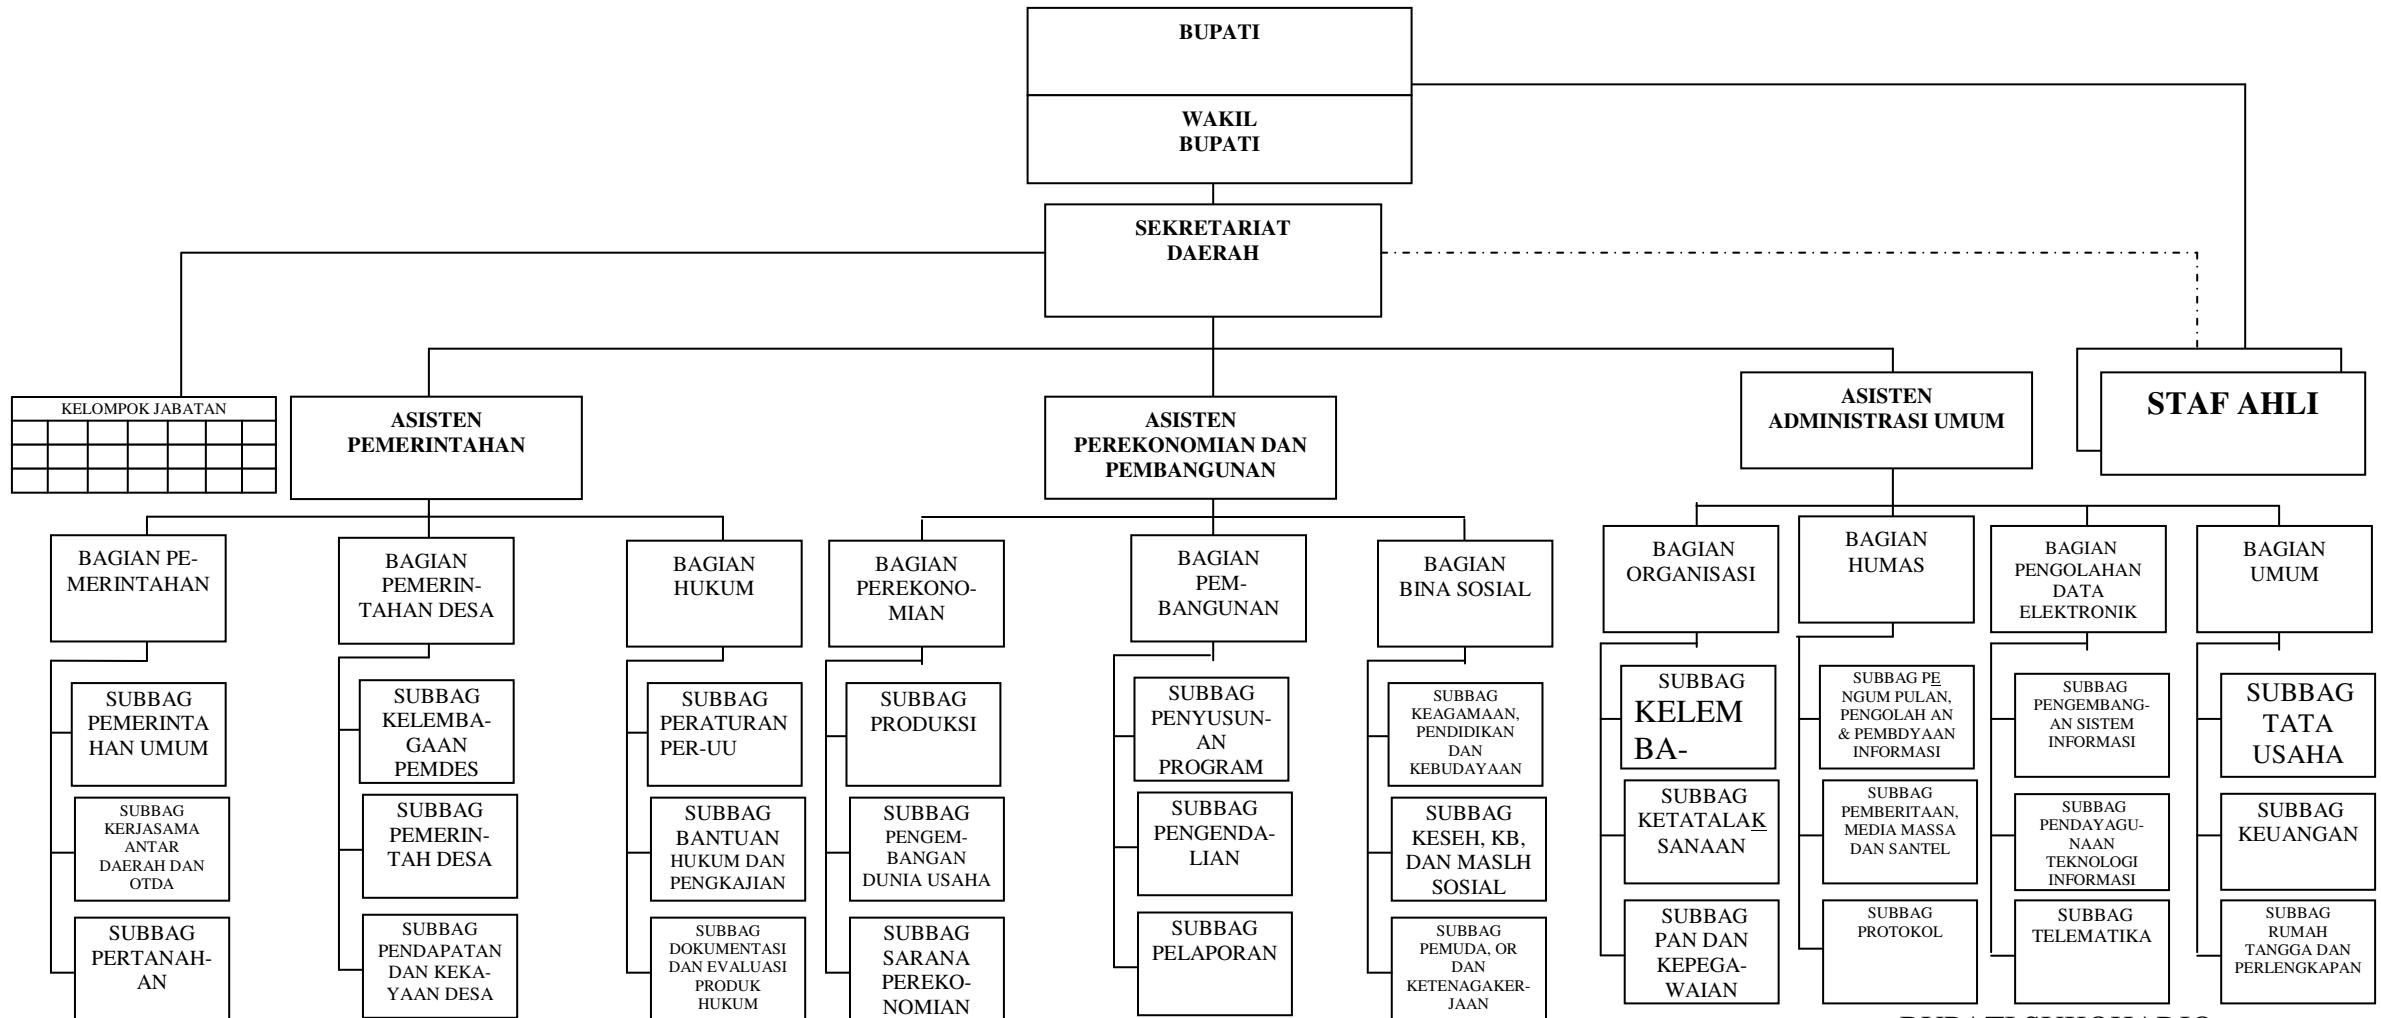 BUPATI
WAKIL
BUPATI
SEKRETARIAT
DAERAH
KELOMPOK JABATAN
ASISTEN
PEMERINTAHAN
ASISTEN
PEREKONOMIAN DAN
PEMBANGUNAN
ASISTEN
ADMINISTRASI UMUM
STAF AHLI
BAGIAN PE-
MERINTAHAN
BAGIAN
PEMERIN-
TAHAN DESA
BAGIAN
HUKUM
BAGIAN
PEREKONO-
MIAN
BAGIAN
PEM-
BANGUNAN
BAGIAN
BINA SOSIAL
BAGIAN
ORGANISASI
BAGIAN
HUMAS
BAGIAN
PENGOLAHAN
DATA
ELEKTRONIK
BAGIAN
UMUM
SUBBAG
PEMERINTA
HAN UMUM
SUBBAG
KELEMBA-
GAAN
PEMDES
SUBBAG
PERATURAN
PER-UU
SUBBAG
PRODUKSI
SUBBAG
PENYUSUN-
AN
PROGRAM
SUBBAG
KEAGAMAAN,
PENDIDIKAN
DAN
KEBUDAYAAN
SUBBAG
KELEM
BA-
SUBBAG PE
NGUM PULAN,
PENGOLAH AN
& PEMBDYAAN
INFORMASI
SUBBAG
PENGEMBANG-
AN SISTEM
INFORMASI
SUBBAG
TATA
USAHA
SUBBAG
KERJASAMA
ANTAR
DAERAH DAN
OTDA
SUBBAG
PEMERIN-
TAH DESA
SUBBAG
BANTUAN
HUKUM DAN
PENGKAJIAN
SUBBAG
PENGEM-
BANGAN
DUNIA USAHA
SUBBAG
PENGENDA-
LIAN
SUBBAG
KESEH, KB,
DAN MASLH
SOSIAL
SUBBAG
KETATALAK
SANAAN
SUBBAG
PEMBERITAAN,
MEDIA MASSA
DAN SANTEL
SUBBAG
PENDAYAGU-
NAAN
TEKNOLOGI
INFORMASI
SUBBAG
KEUANGAN
SUBBAG
PERTANAH-
AN
SUBBAG
PENDAPATAN
DAN KEKA-
YAAN DESA
SUBBAG
DOKUMENTASI
DAN EVALUASI
PRODUK
HUKUM
SUBBAG
SARANA
PEREKO-
NOMIAN
SUBBAG
PELAPORAN
SUBBAG
PEMUDA, OR
DAN
KETENAGAKER-
JAAN
SUBBAG
PAN DAN
KEPEGA-
WAIAN
SUBBAG
PROTOKOL
SUBBAG
TELEMATIKA
SUBBAG
RUMAH
TANGGA DAN
PERLENGKAPAN